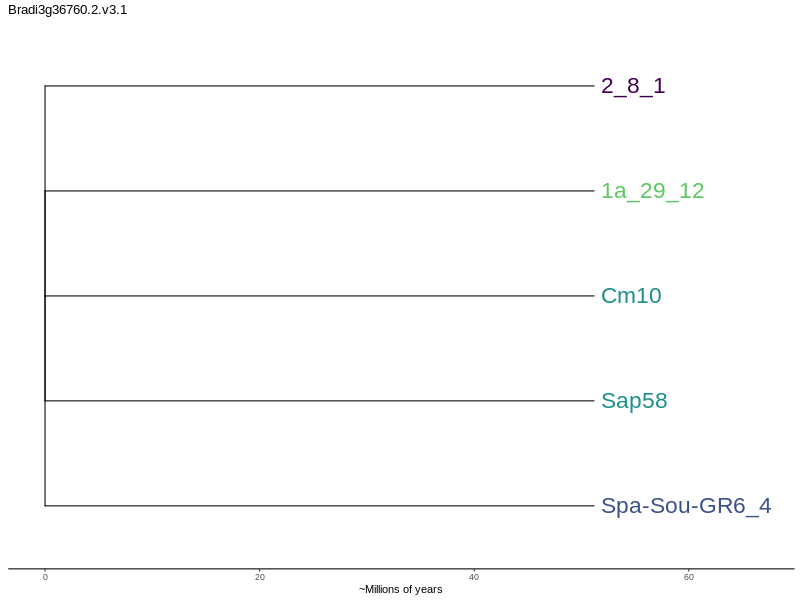 Bradi3g36760.2.v3.1
2_8_1
1a_29_12
Cm10
Sap58
Spa-Sou-GR6_4
0 20 40 60
~Millions of years